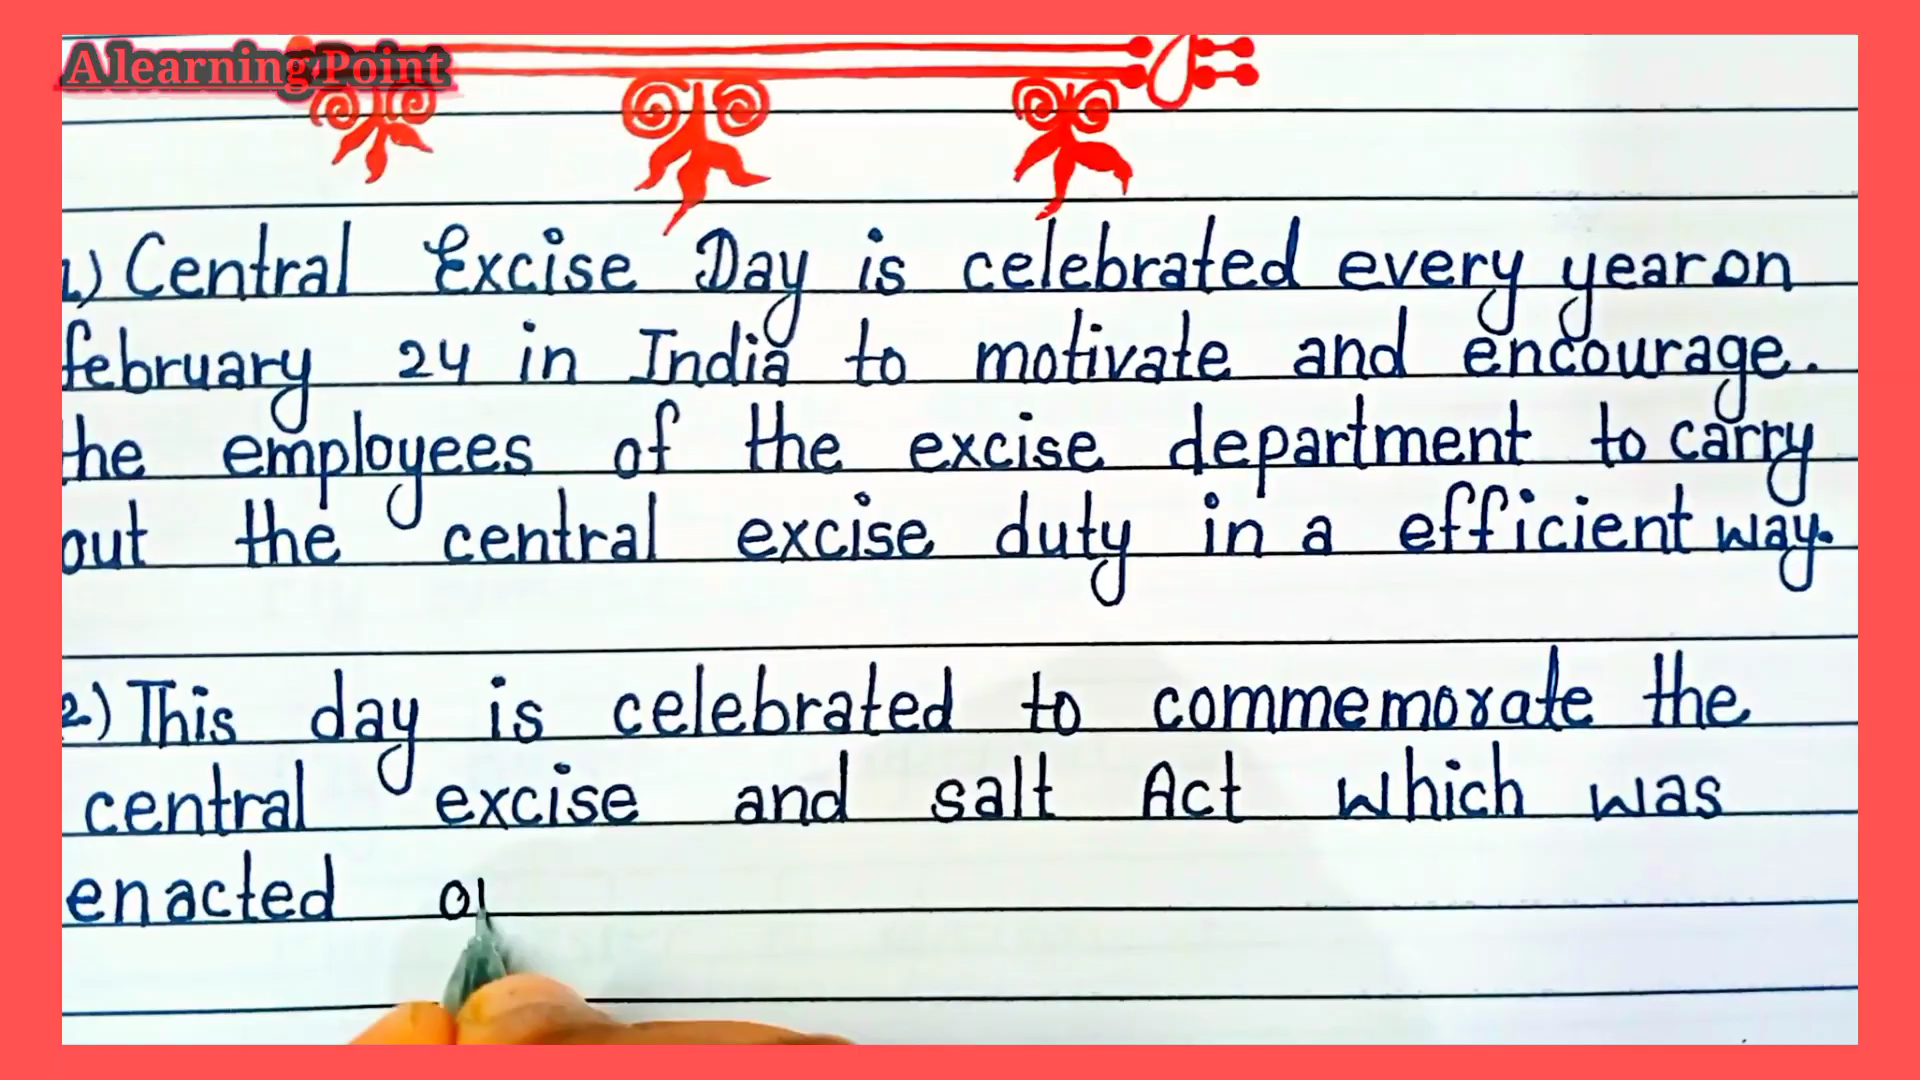 A learning Point
1) Central Excise Day is celebrated every year on
february 24 in India to motivate and encourage.
the employees of the excise department to carry
out the central excise duty in a efficient way.
2) This day is celebrated to commemorate the
central excise and salt Act which was
enacted